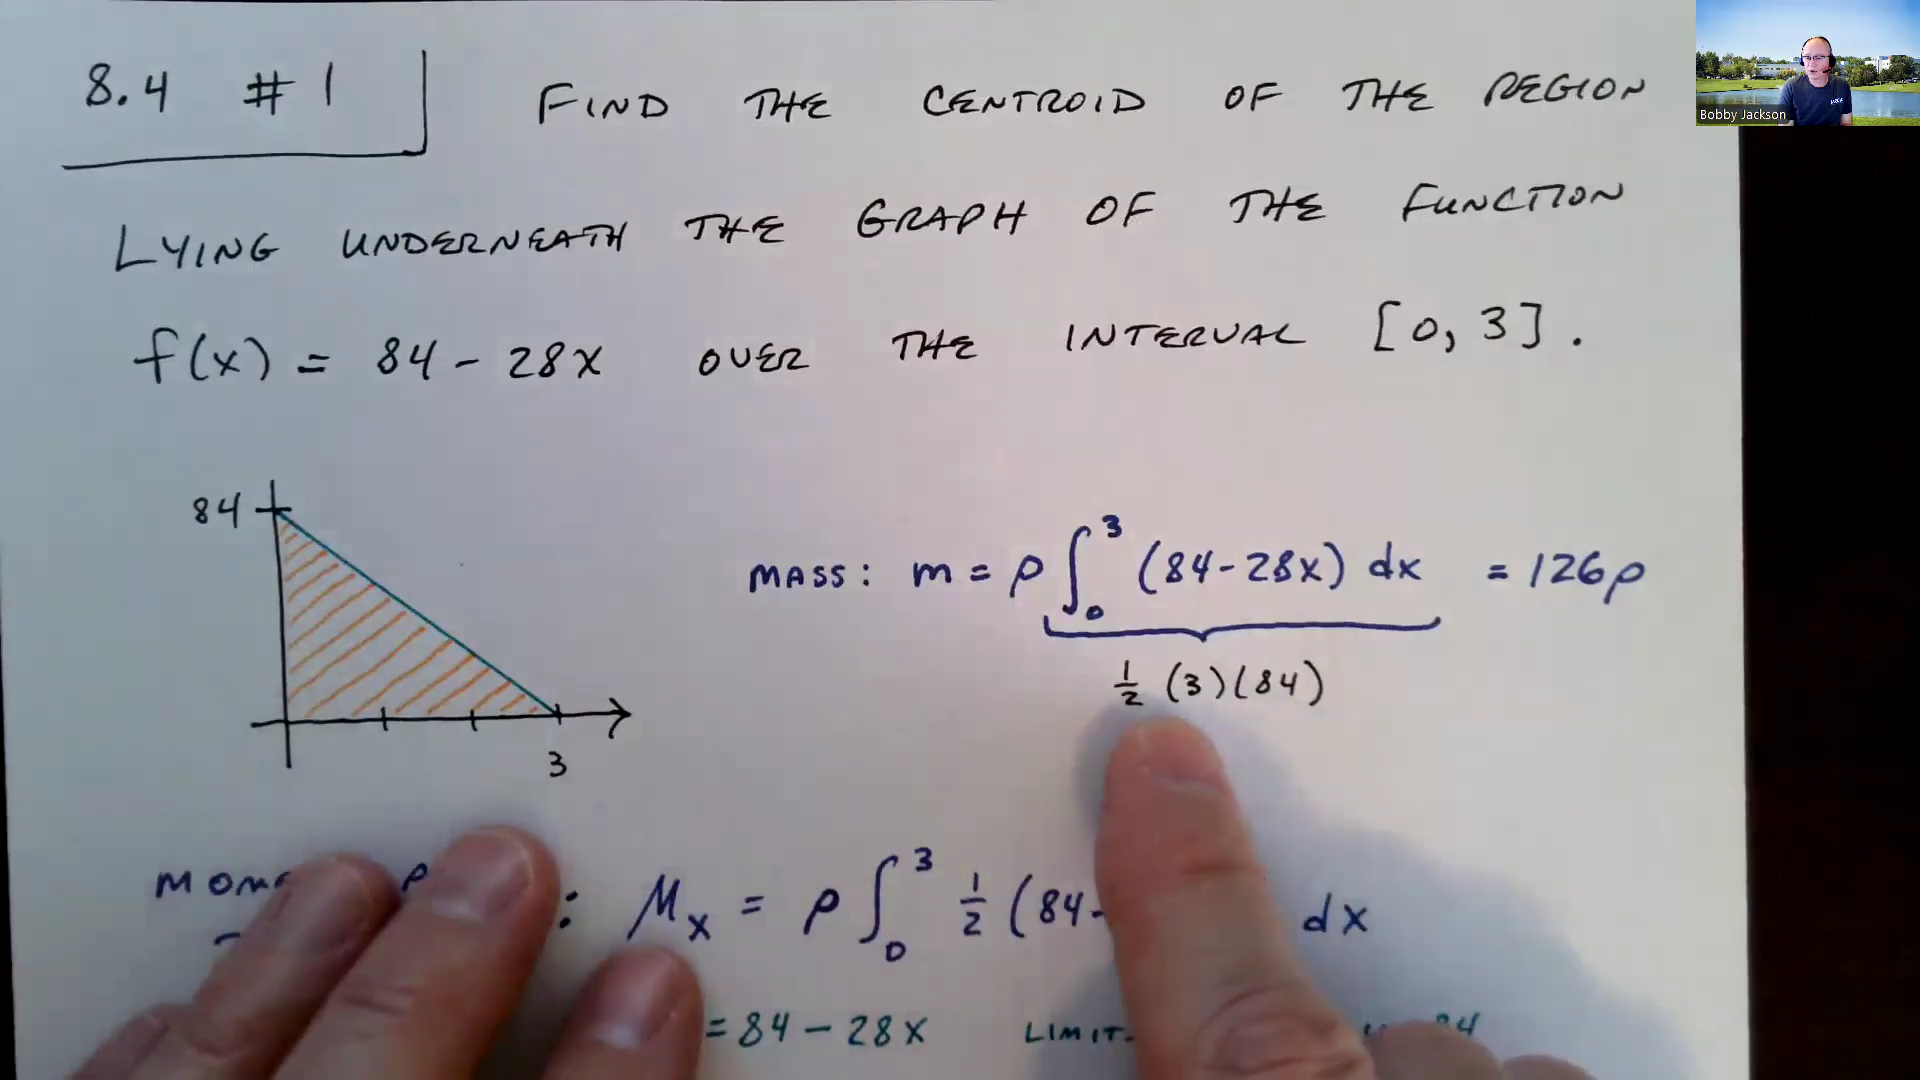 8.4 #1
FIND THE CENTROID OF THE REGION
LYING UNDERNEATH THE GRAPH OF THE FUNCTION
f(x) = 84 - 28x OVER THE INTERVAL [0, 3].
Bobby Jackson
84
3
MASS: m = ρ ∫₀³ (84-28x) dx = 126ρ
1/2 (3)(84)
: Mx = ρ ∫₀³ 1/2 (84- dx
= 84 - 28x